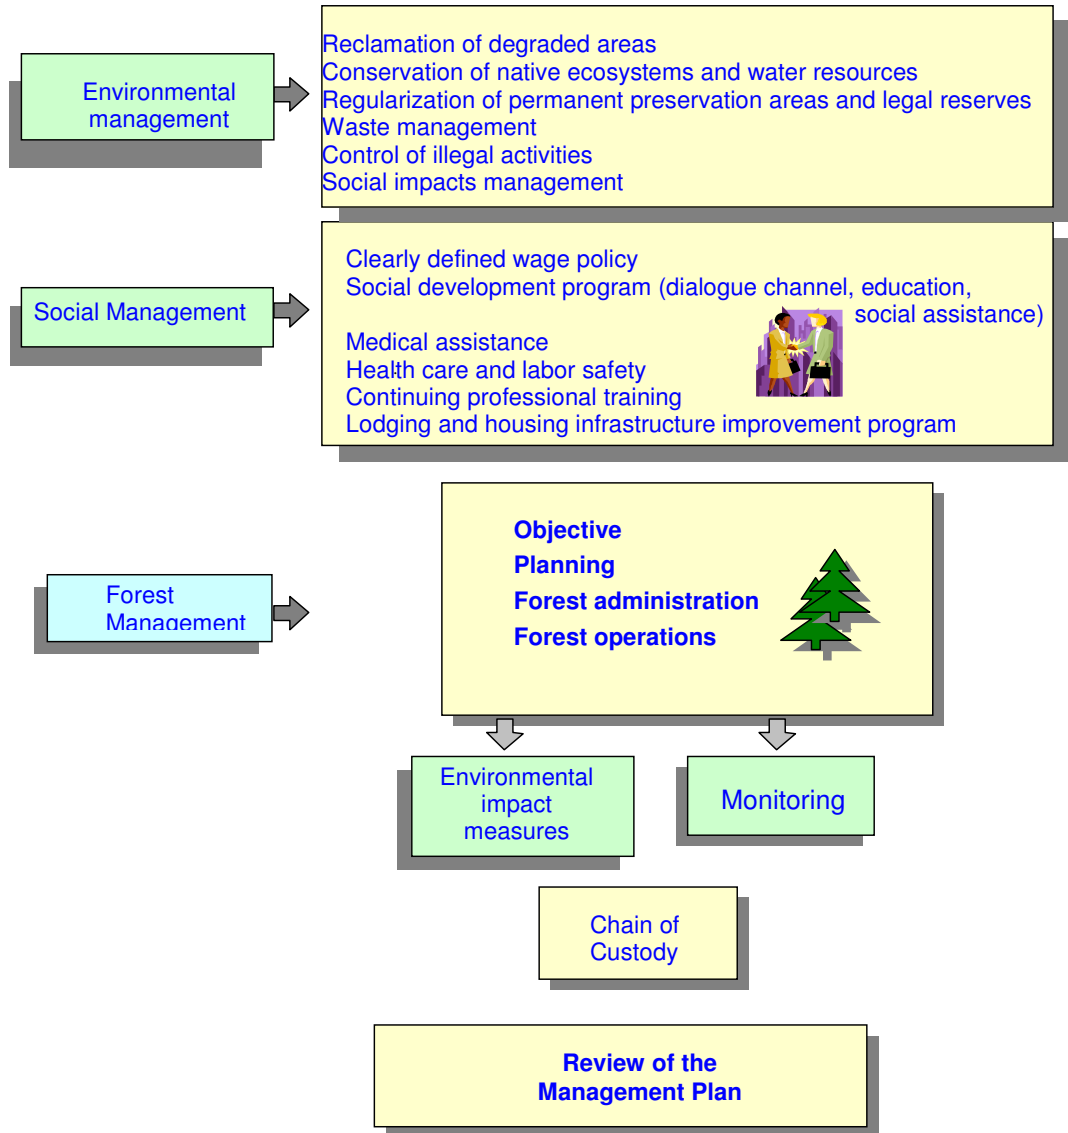 Environmental
management
Reclamation of degraded areas
Conservation of native ecosystems and water resources
Regularization of permanent preservation areas and legal reserves
Waste management
Control of illegal activities
Social impacts management
Social Management
Clearly defined wage policy
Social development program (dialogue channel, education,
social assistance)
Medical assistance
Health care and labor safety
Continuing professional training
Lodging and housing infrastructure improvement program
Forest
Management
Objective
Planning
Forest administration
Forest operations
Environmental
impact
measures
Monitoring
Chain of
Custody
Review of the
Management Plan